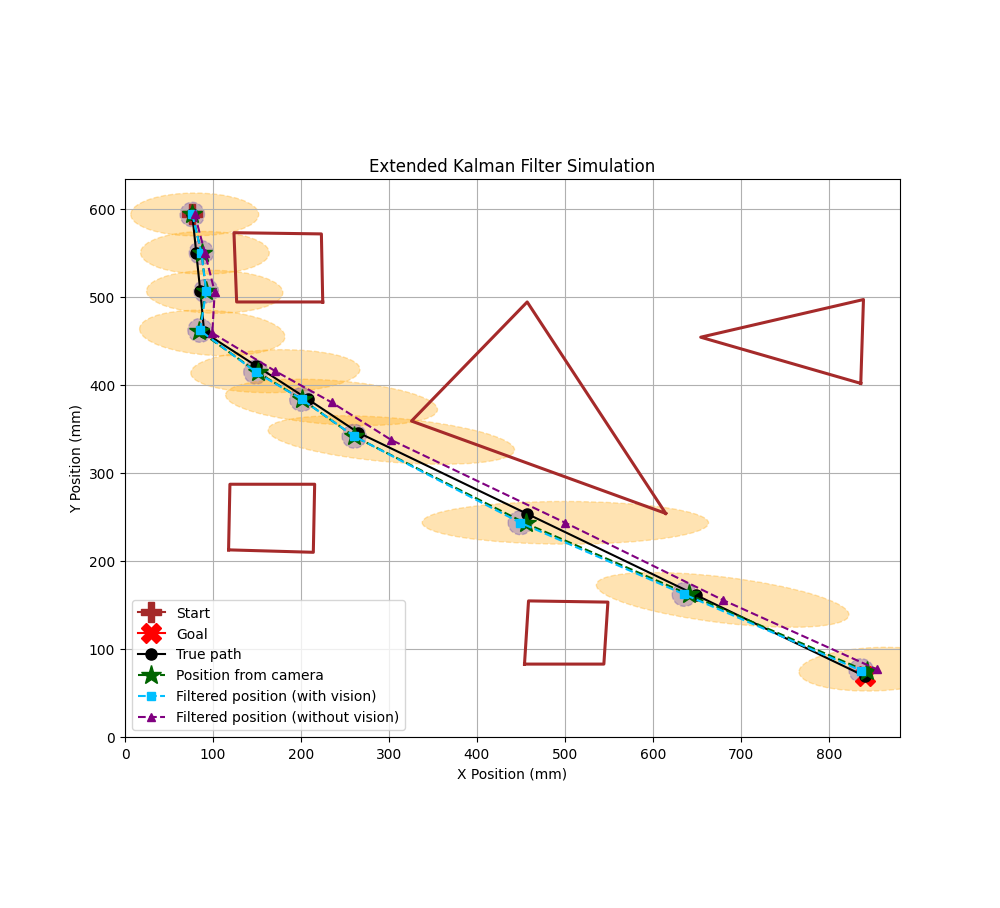 Extended Kalman Filter Simulation
600
500
400
300
200
100
0
Y Position (mm)
Start
Goal
True path
Position from camera
Filtered position (with vision)
Filtered position (without vision)
0 100 200 300 400 500 600 700 800
X Position (mm)